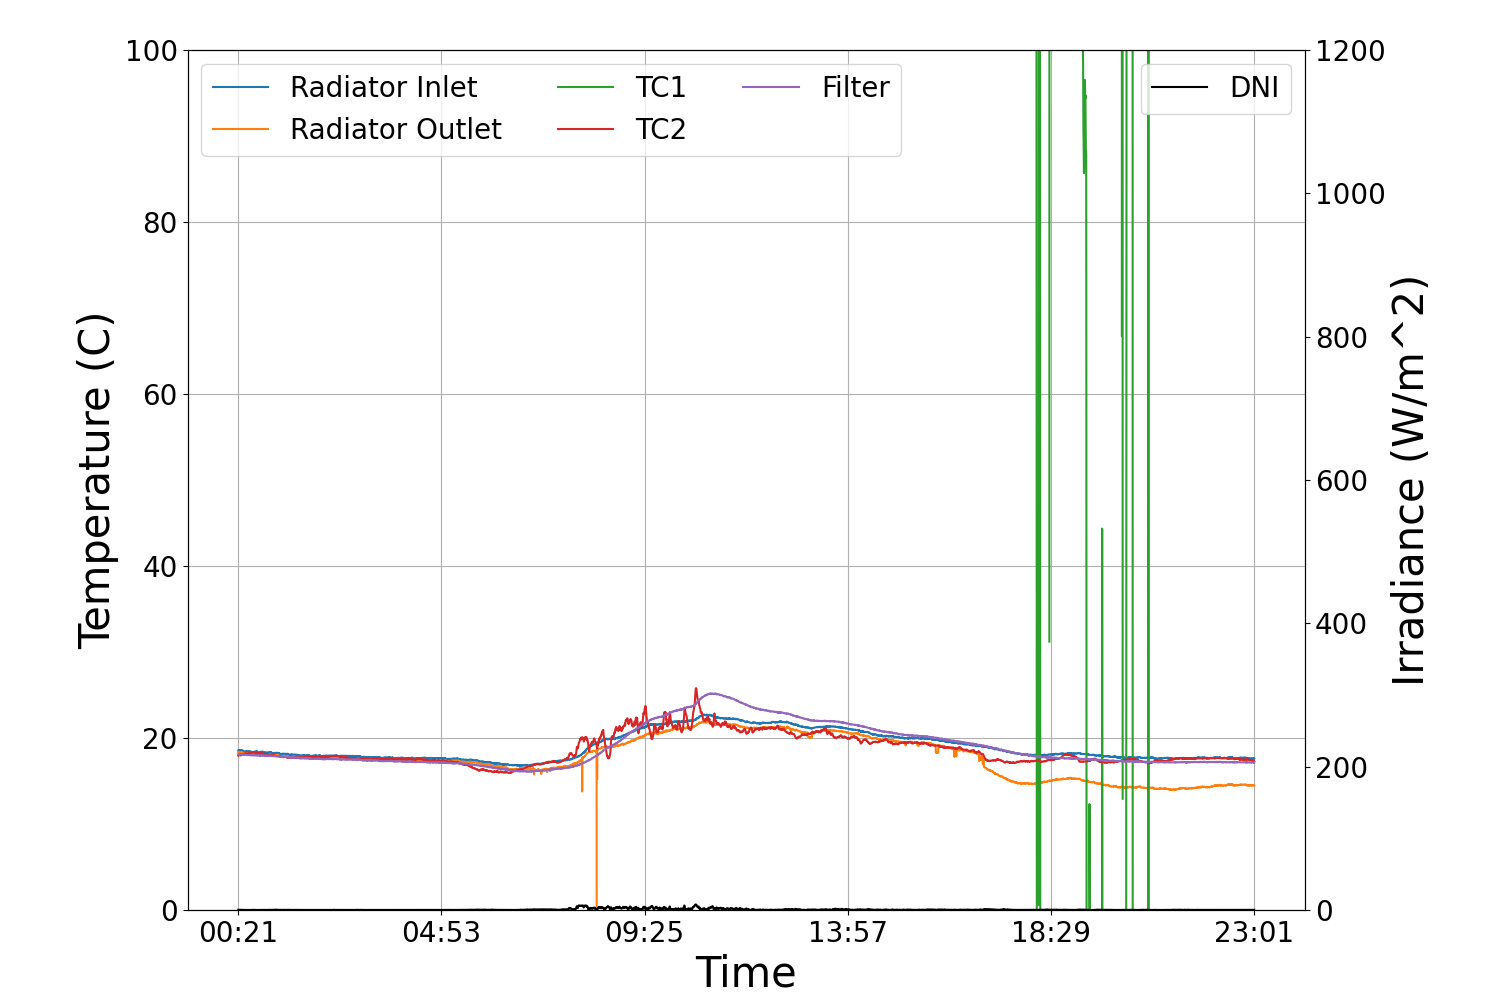 100
80
60
40
20
0
Temperature (C)
Radiator Inlet
Radiator Outlet
TC1
TC2
Filter
DNI
1200
1000
800
600
400
200
0
Irradiance (W/m^2)
00:21 04:53 09:25 13:57 18:29 23:01
Time